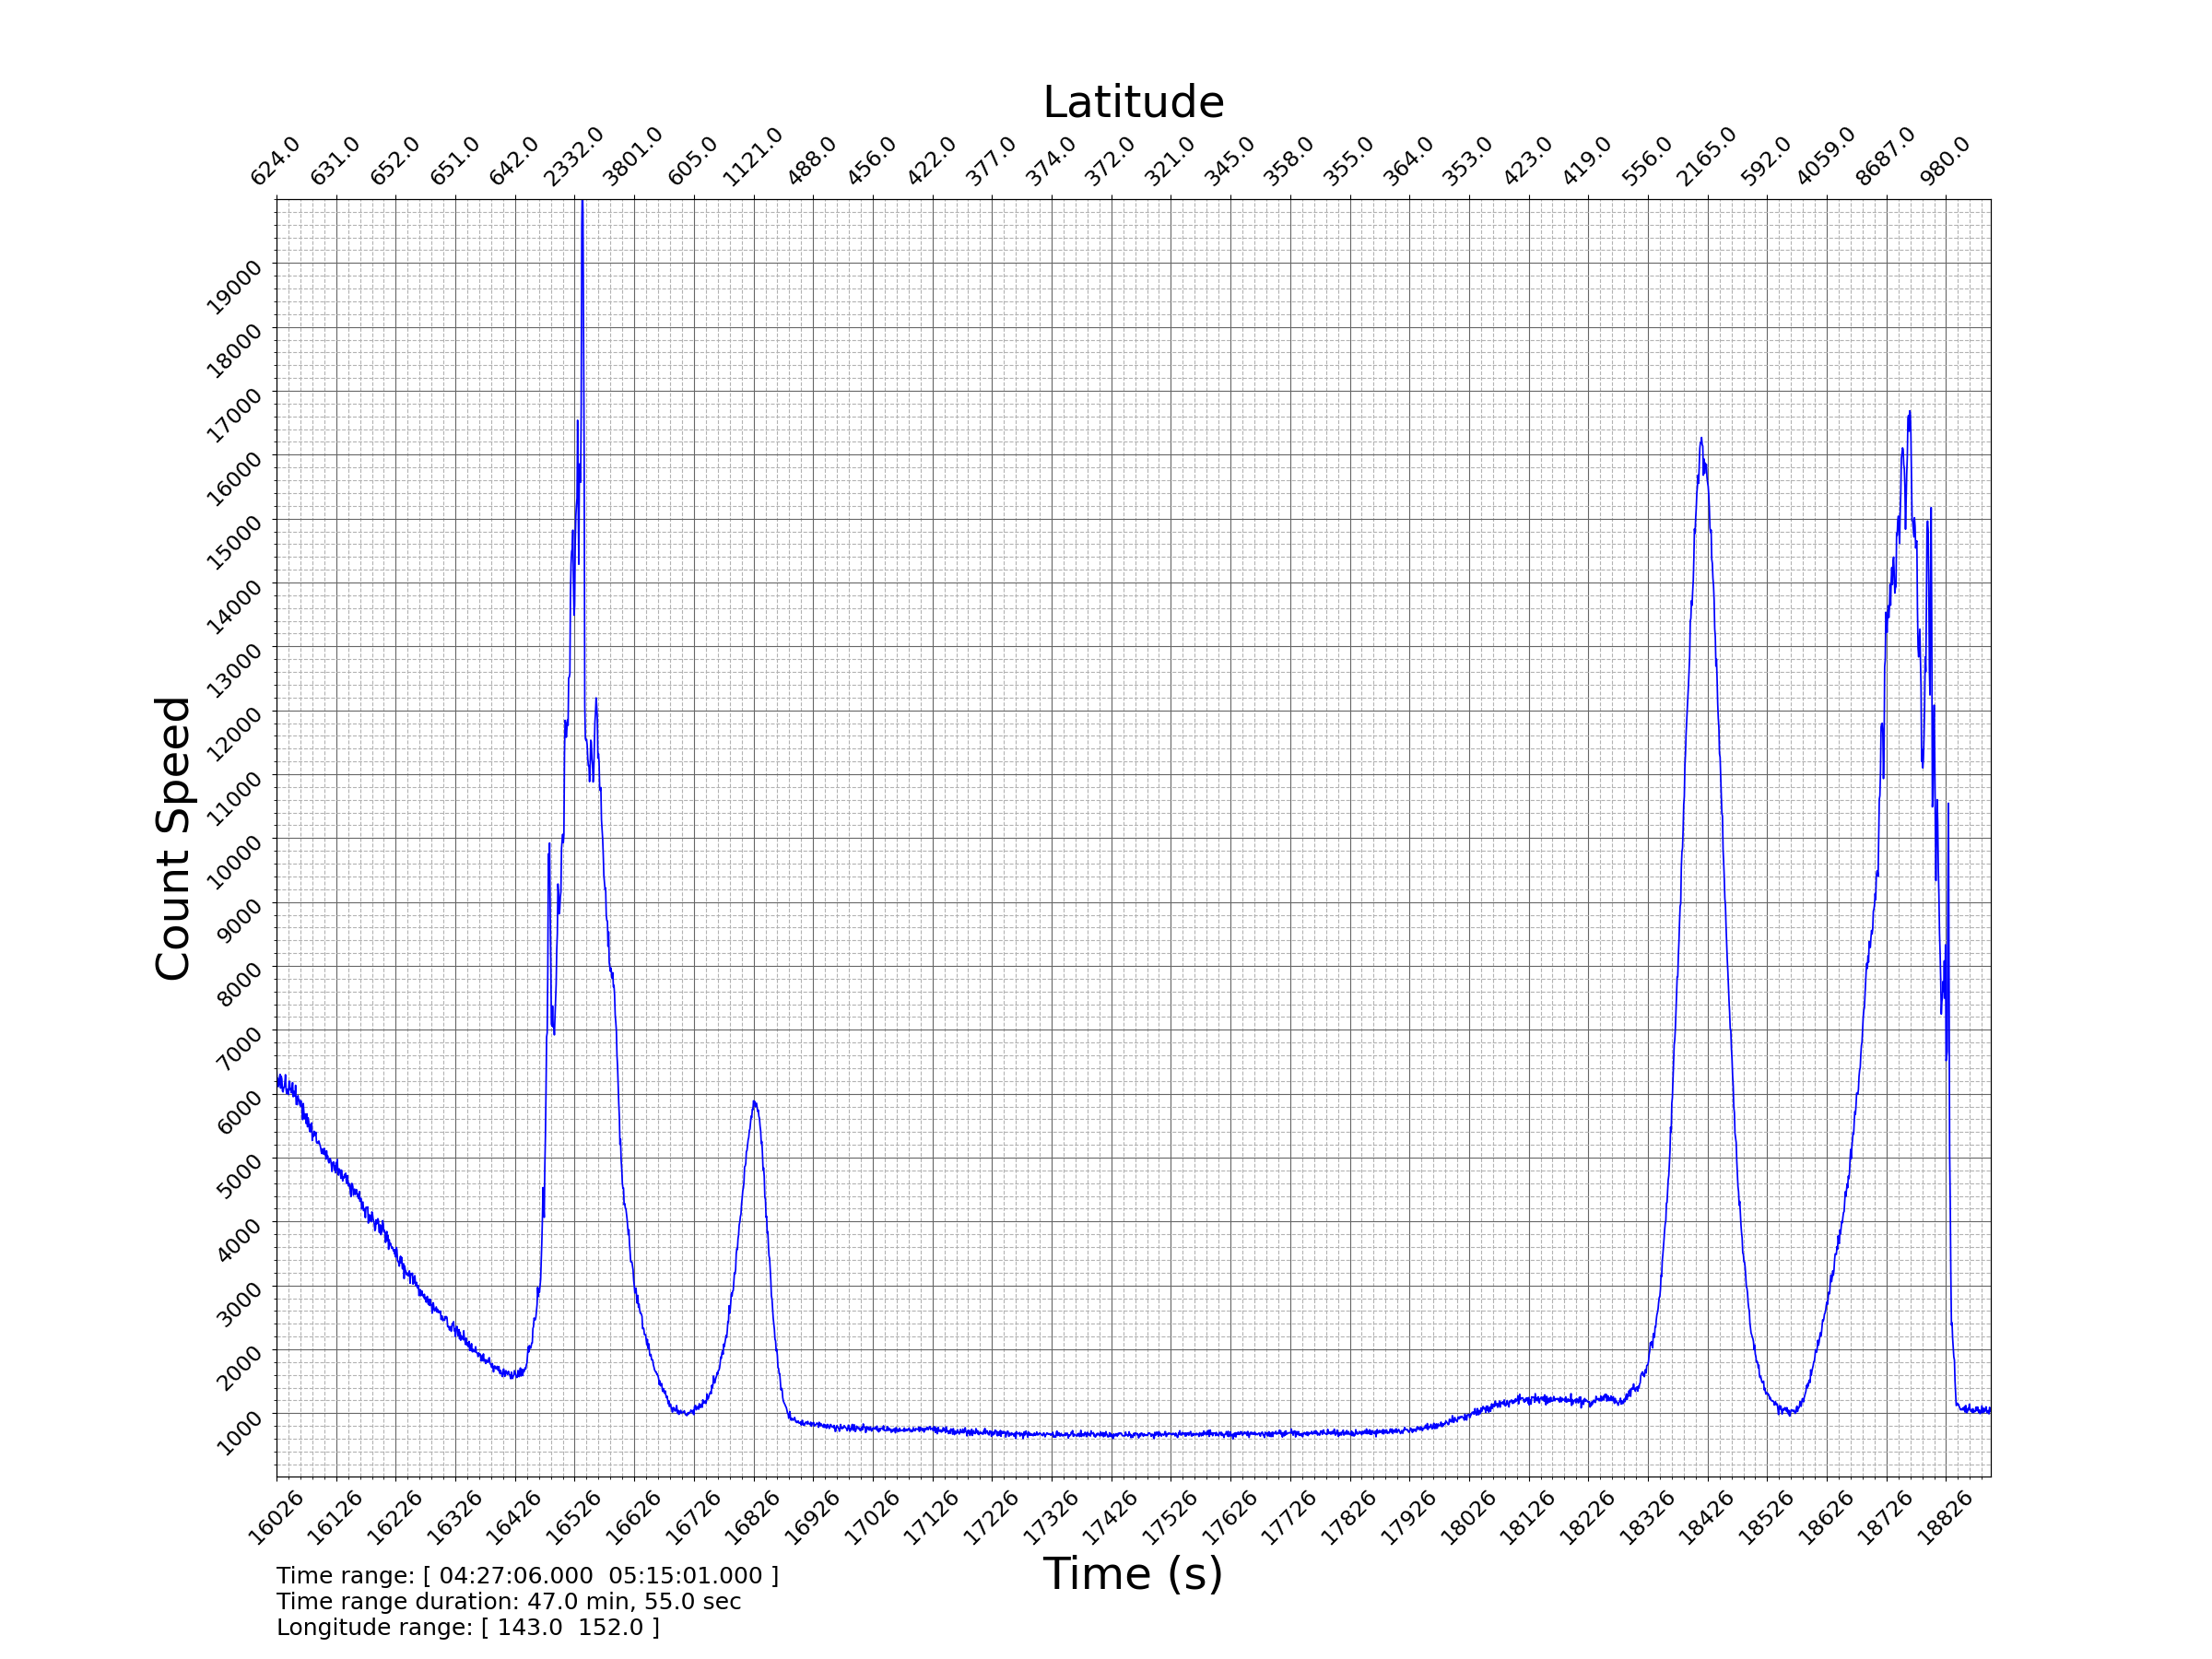 Latitude
624.0 631.0 652.0 651.0 642.0 2332.0 3801.0 605.0 1121.0 488.0 456.0 422.0 377.0 374.0 372.0 321.0 345.0 358.0 355.0 364.0 353.0 423.0 419.0 556.0 2165.0 592.0 4059.0 8687.0 980.0
19000
18000
17000
16000
15000
14000
13000
12000
11000
10000
9000
8000
7000
6000
5000
4000
3000
2000
1000
Count Speed
16026 16126 16226 16326 16426 16526 16626 16726 16826 16926 17026 17126 17226 17326 17426 17526 17626 17726 17826 17926 18026 18126 18226 18326 18426 18526 18626 18726 18826
Time (s)
Time range: [ 04:27:06.000 05:15:01.000 ]
Time range duration: 47.0 min, 55.0 sec
Longitude range: [ 143.0 152.0 ]